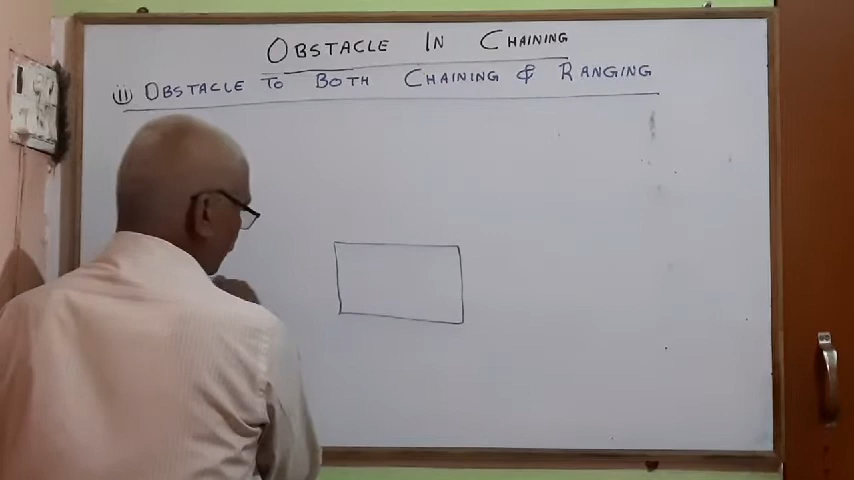 OBSTACLE IN CHAINING
(ii) OBSTACLE TO BOTH CHAINING & RANGING